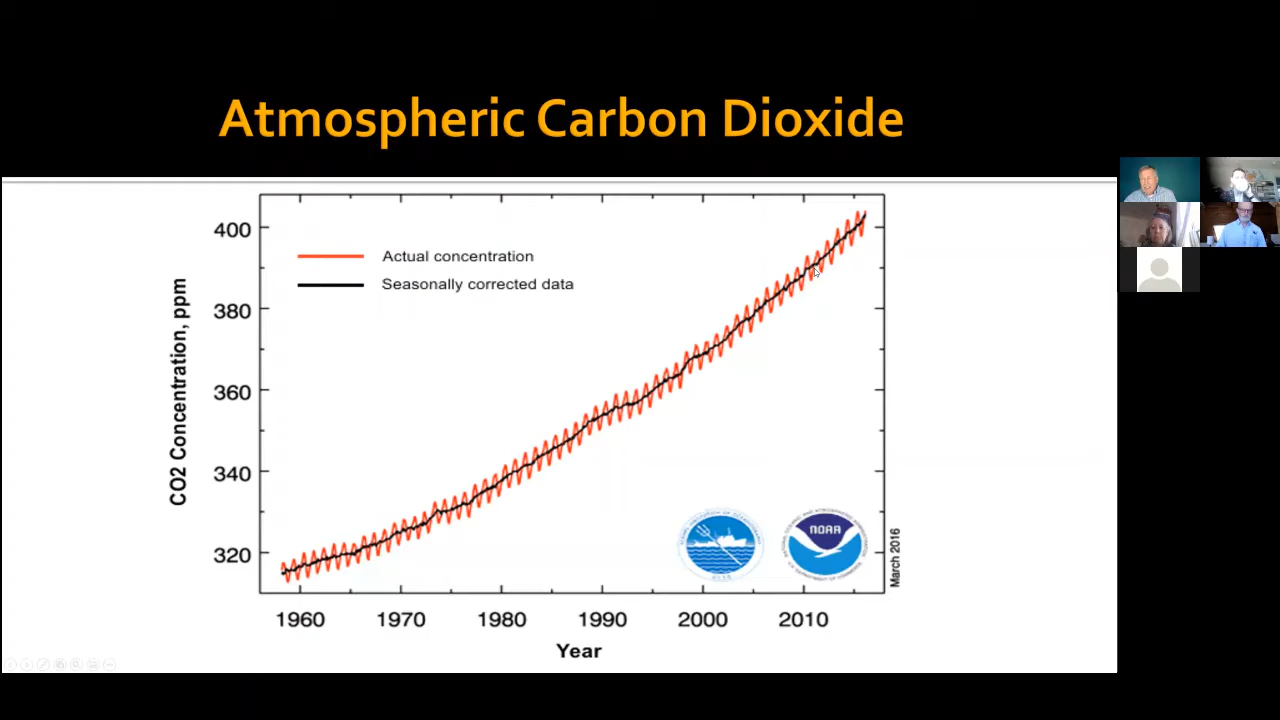 Atmospheric Carbon Dioxide
CO2 Concentration, ppm
400
380
360
340
320
Actual concentration
Seasonally corrected data
NOAA
March 2016
1960 1970 1980 1990 2000 2010
Year